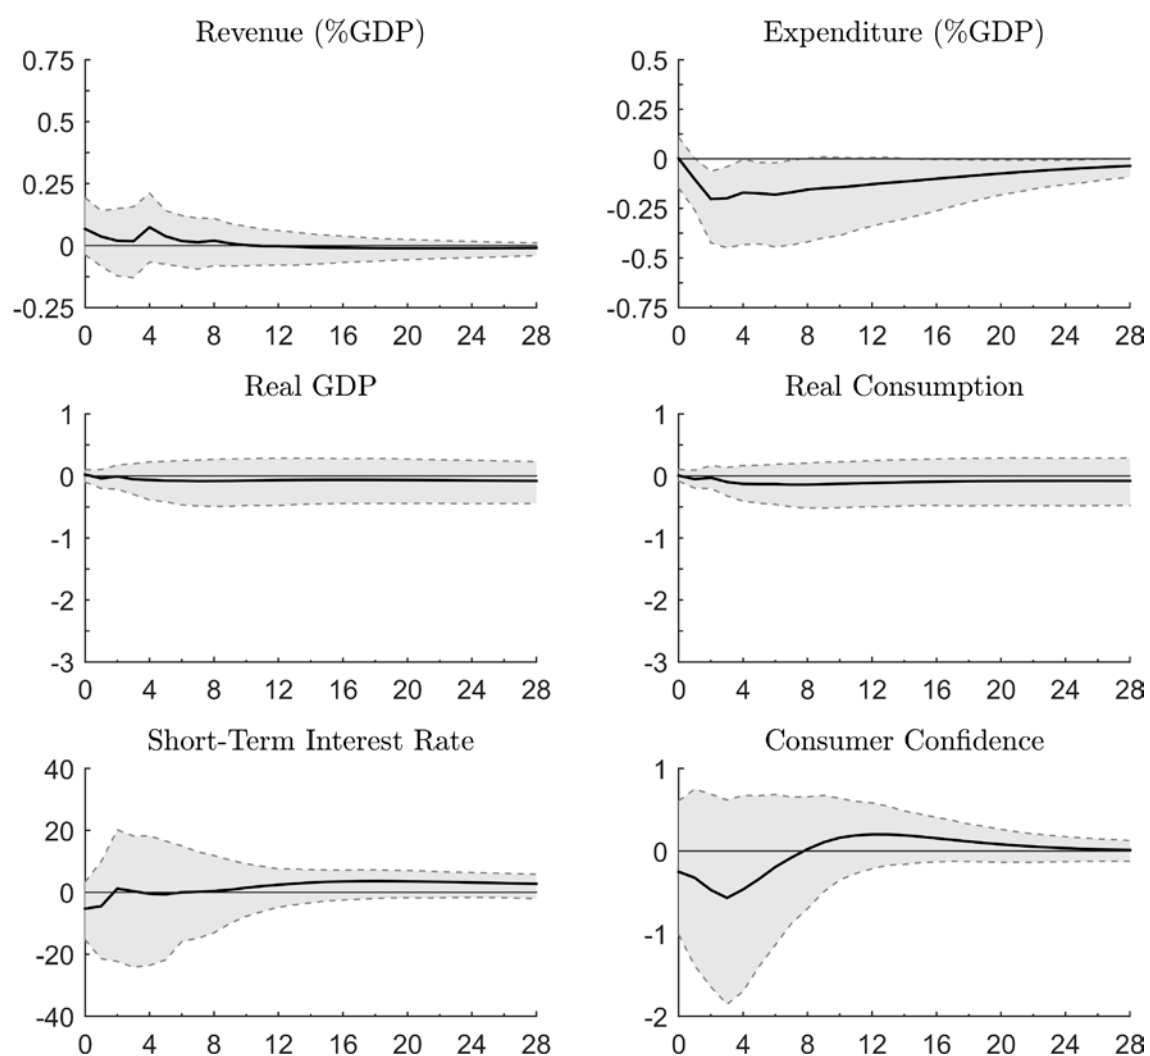 Revenue (%GDP)
0.75
0.5
0.25
0
-0.25
0 4 8 12 16 20 24 28
Expenditure (%GDP)
0.5
0.25
0
-0.25
-0.5
-0.75
0 4 8 12 16 20 24 28
Real GDP
1
0
-1
-2
-3
0 4 8 12 16 20 24 28
Real Consumption
1
0
-1
-2
-3
0 4 8 12 16 20 24 28
Short-Term Interest Rate
40
20
0
-20
-40
0 4 8 12 16 20 24 28
Consumer Confidence
1
0
-1
-2
0 4 8 12 16 20 24 28